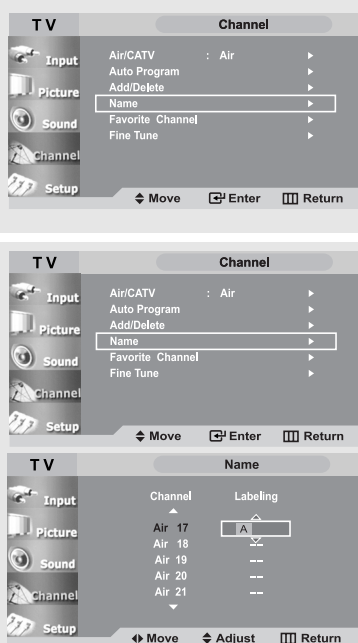 TV Channel
Input
Picture
Sound
Channel
Setup
Air/CATV : Air
Auto Program
Add/Delete
Name
Favorite Channel
Fine Tune
Move Enter Return
TV Channel
Input
Picture
Sound
Channel
Setup
Air/CATV : Air
Auto Program
Add/Delete
Name
Favorite Channel
Fine Tune
Move Enter Return
TV Name
Input
Picture
Sound
Channel
Setup
Channel Labeling
Air 17 A
Air 18 --
Air 19 --
Air 20 --
Air 21 --
Move Adjust Return